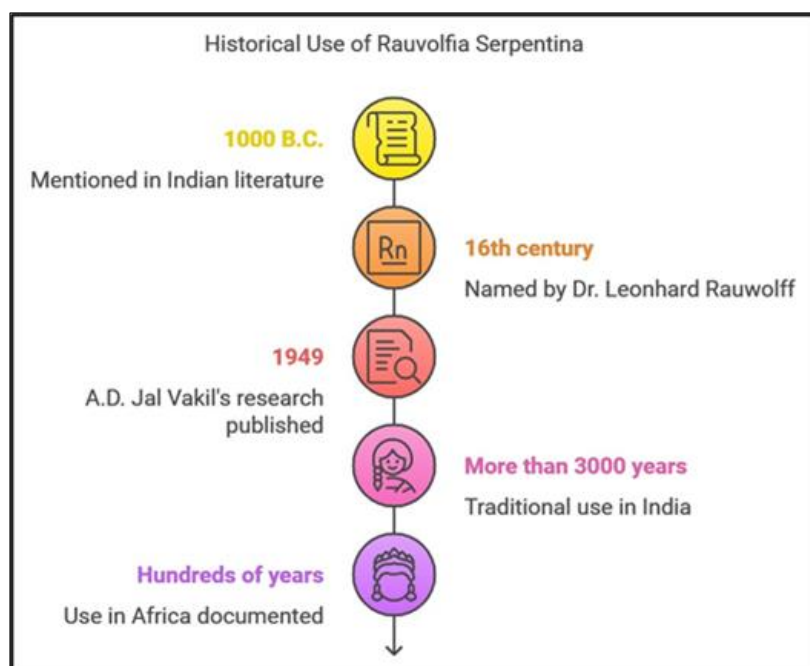 Historical Use of Rauvolfia Serpentina
1000 B.C.
Mentioned in Indian literature
Rn
16th century
Named by Dr. Leonhard Rauwolff
1949
A.D. Jal Vakil's research
published
More than 3000 years
Traditional use in India
Hundreds of years
Use in Africa documented